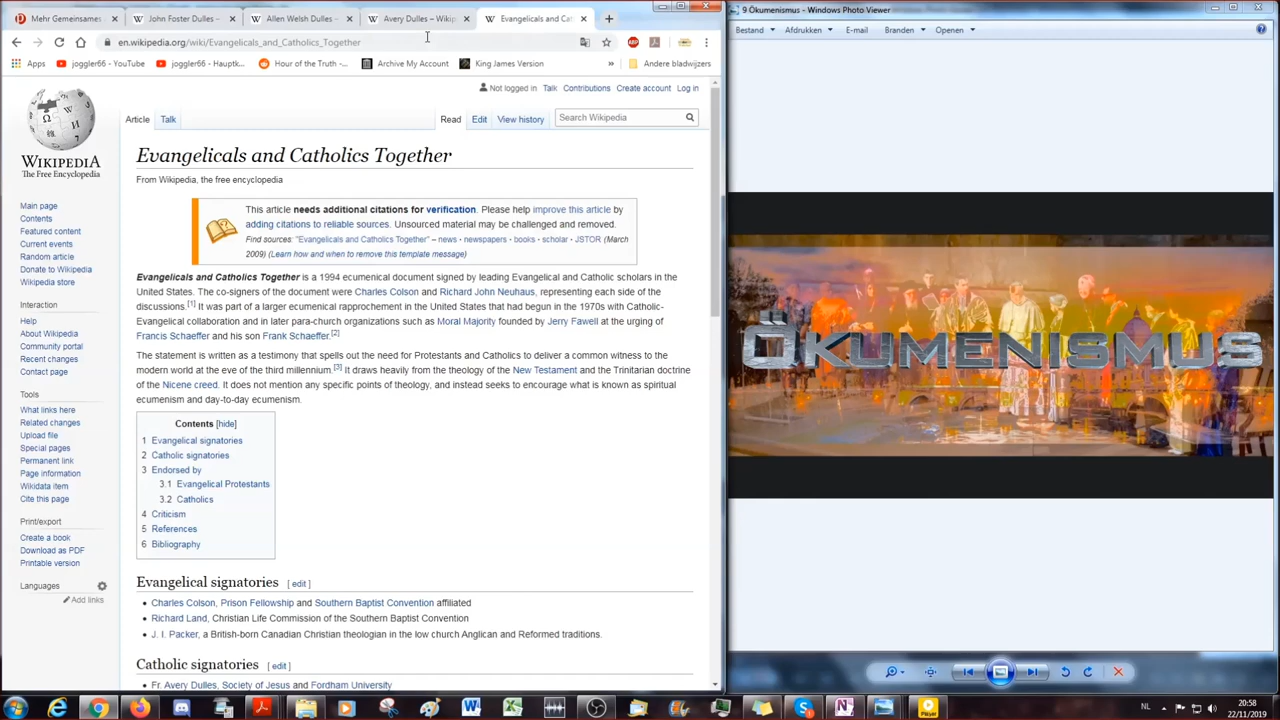 Mehr Gemeinsames
John Foster Dulles –
Allen Welsh Dulles –
Avery Dulles – Wikip
Evangelicals and Cat
en.wikipedia.org/wiki/Evangelicals_and_Catholics_Together
Apps
joggler66 - YouTube
joggler66 - Hauptk...
Hour of the Truth -...
Archive My Account
King James Version
»
Andere bladwijzers
Not logged in Talk Contributions Create account Log in
Article Talk
Read Edit View history
Search Wikipedia
WIKIPEDIA
The Free Encyclopedia
Main page
Contents
Featured content
Current events
Random article
Donate to Wikipedia
Wikipedia store
Interaction
Help
About Wikipedia
Community portal
Recent changes
Contact page
Tools
What links here
Related changes
Upload file
Special pages
Permanent link
Page information
Wikidata item
Cite this page
Print/export
Create a book
Download as PDF
Printable version
Languages
Add links
Evangelicals and Catholics Together
From Wikipedia, the free encyclopedia
This article needs additional citations for verification. Please help improve this article by
adding citations to reliable sources. Unsourced material may be challenged and removed.
Find sources: "Evangelicals and Catholics Together" – news · newspapers · books · scholar · JSTOR (March
2009) (Learn how and when to remove this template message)
Evangelicals and Catholics Together is a 1994 ecumenical document signed by leading Evangelical and Catholic scholars in the
United States. The co-signers of the document were Charles Colson and Richard John Neuhaus, representing each side of the
discussions.[1] It was part of a larger ecumenical rapprochement in the United States that had begun in the 1970s with Catholic-
Evangelical collaboration and in later para-church organizations such as Moral Majority founded by Jerry Fawell at the urging of
Francis Schaeffer and his son Frank Schaeffer.[2]
The statement is written as a testimony that spells out the need for Protestants and Catholics to deliver a common witness to the
modern world at the eve of the third millennium.[3] It draws heavily from the theology of the New Testament and the Trinitarian doctrine
of the Nicene creed. It does not mention any specific points of theology, and instead seeks to encourage what is known as spiritual
ecumenism and day-to-day ecumenism.
Contents [hide]
1 Evangelical signatories
2 Catholic signatories
3 Endorsed by
3.1 Evangelical Protestants
3.2 Catholics
4 Criticism
5 References
6 Bibliography
Evangelical signatories [ edit ]
• Charles Colson, Prison Fellowship and Southern Baptist Convention affiliated
• Richard Land, Christian Life Commission of the Southern Baptist Convention
• J. I. Packer, a British-born Canadian Christian theologian in the low church Anglican and Reformed traditions.
Catholic signatories [ edit ]
• Fr. Avery Dulles, Society of Jesus and Fordham University
9 Ökumenismus - Windows Photo Viewer
Bestand Afdrukken E-mail Branden Openen
ÖKUMENISMUS
NL
20:58
22/11/2019